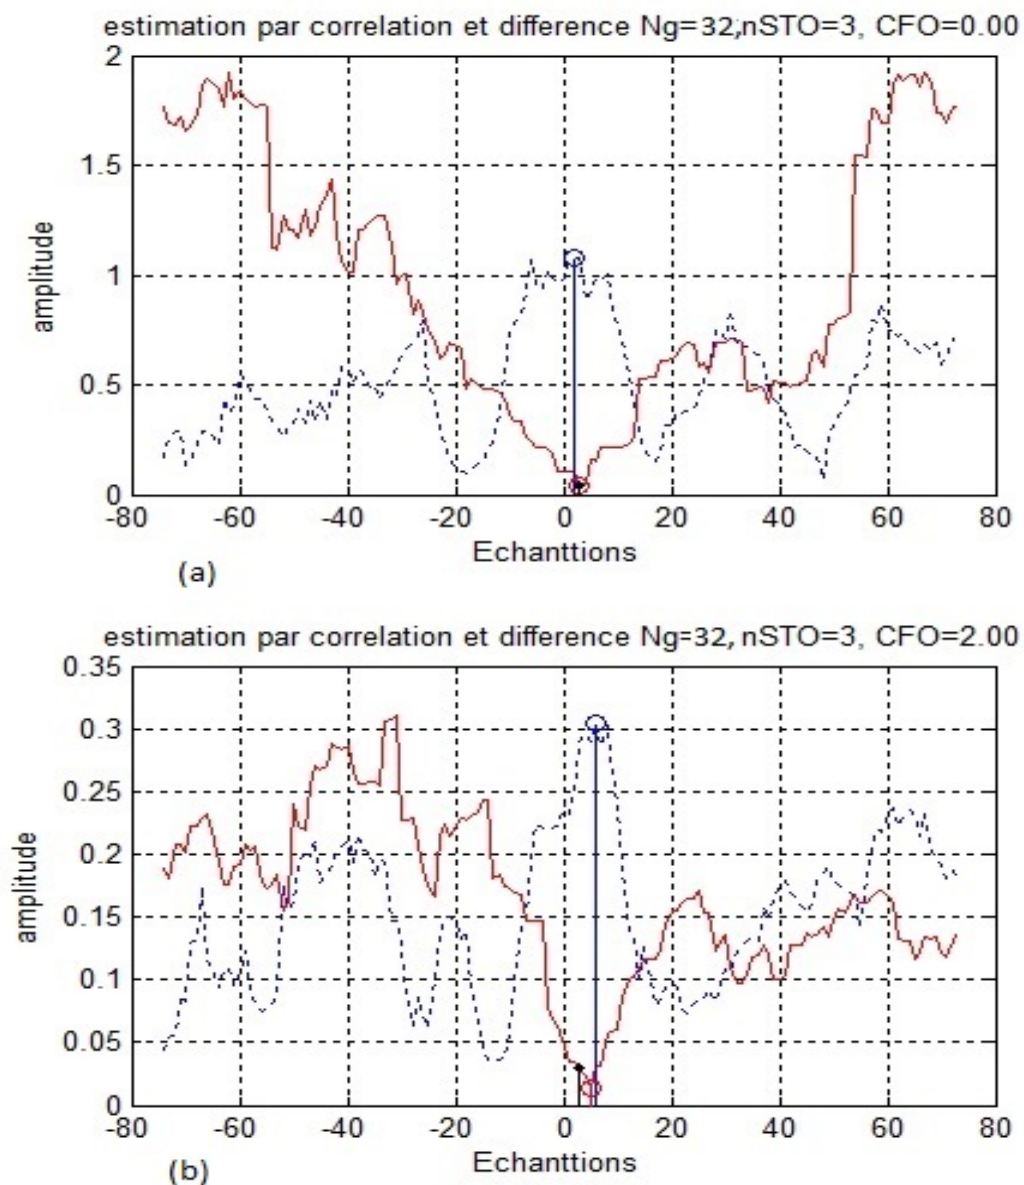 estimation par correlation et difference Ng=32,nSTO=3, CFO=0.00
2
1.5
1
0.5
0
amplitude
-80 -60 -40 -20 0 20 40 60 80
Echanttions
(a)
estimation par correlation et difference Ng=32,nSTO=3, CFO=2.00
0.35
0.3
0.25
0.2
0.15
0.1
0.05
0
amplitude
-80 -60 -40 -20 0 20 40 60 80
Echanttions
(b)